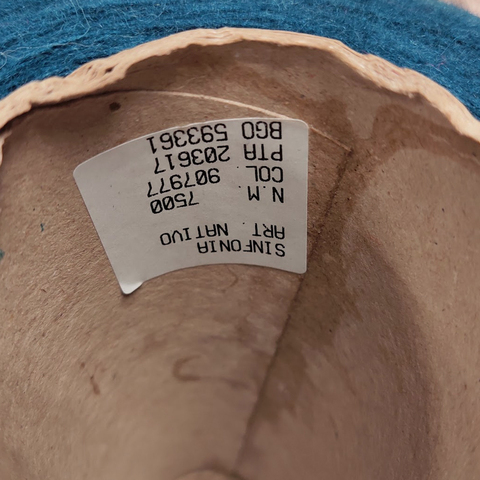 SINFONIA
ART. NATIVO
N.M. 7500
COL. 907977
PTA 203617
BGO 593361